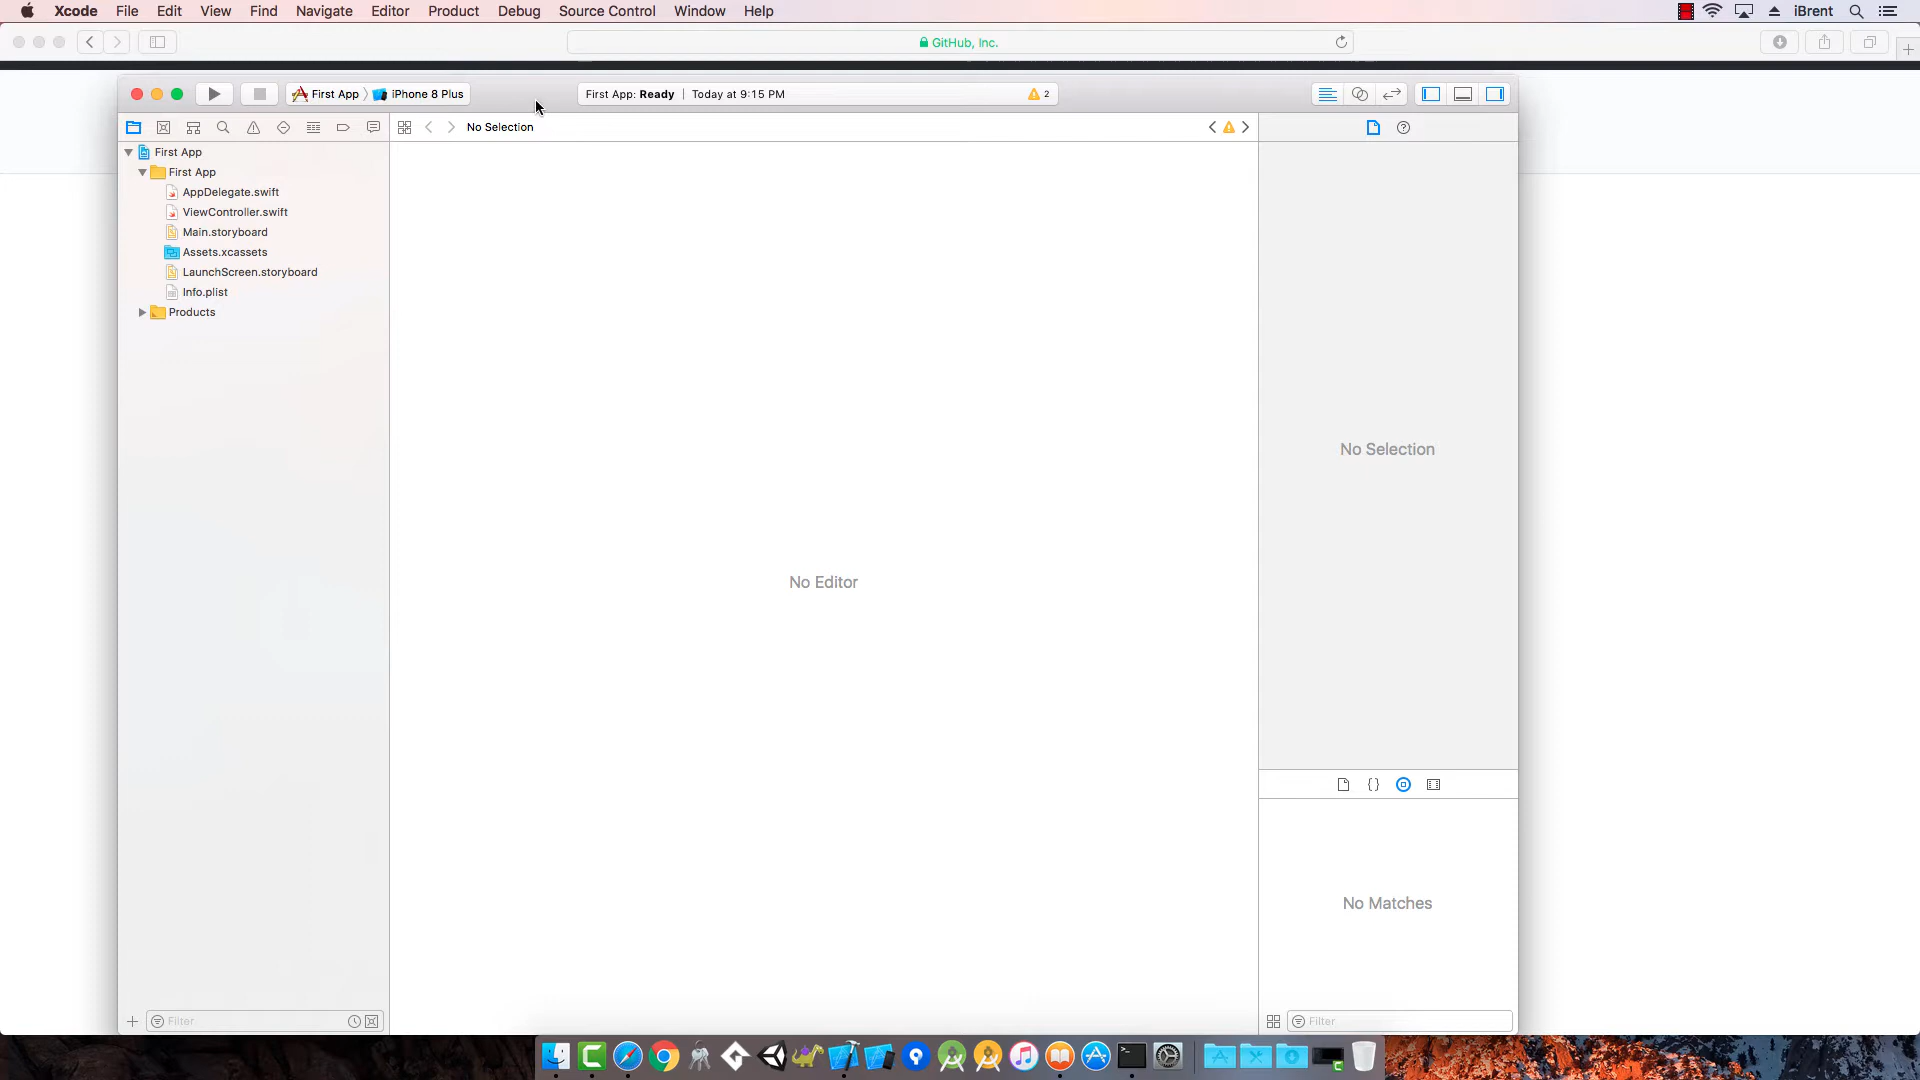 Xcode File Edit View Find Navigate Editor Product Debug Source Control Window Help iBrent
GitHub, Inc.
First App iPhone 8 Plus First App: Ready | Today at 9:15 PM 2
No Selection
First App
First App
AppDelegate.swift
ViewController.swift
Main.storyboard
Assets.xcassets
LaunchScreen.storyboard
Info.plist
Products
No Selection
No Editor
No Matches
Filter
Filter